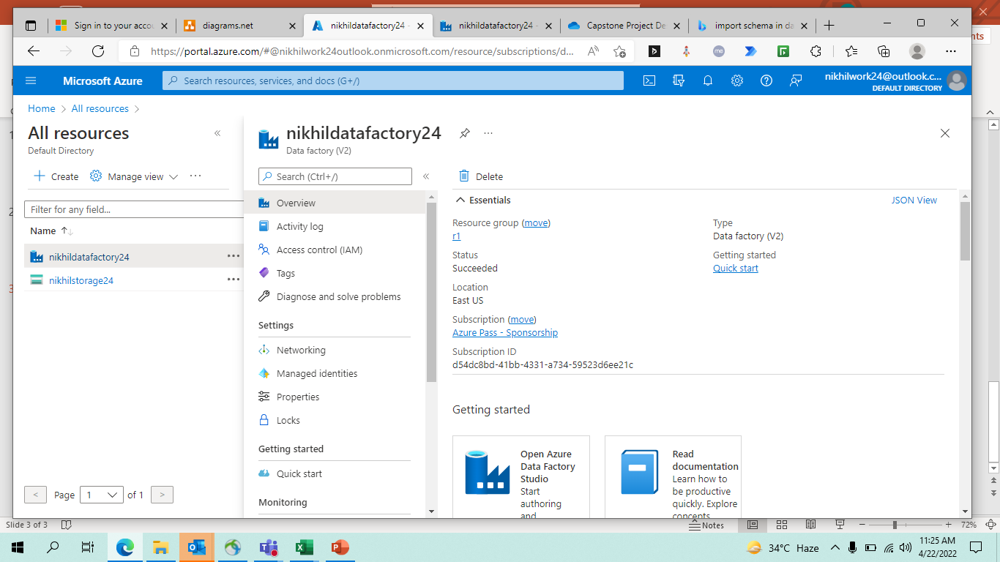 Sign in to your accou
diagrams.net
nikhildatafactory24 -
nikhildatafactory24 -
Capstone Project De
import schema in da
https://portal.azure.com/#@nikhilwork24outlook.onmicrosoft.com/resource/subscriptions/d...
nts
Microsoft Azure
Search resources, services, and docs (G+/)
nikhilwork24@outlook.c...
DEFAULT DIRECTORY
Home > All resources >
All resources
Default Directory
Create
Manage view
Filter for any field...
Name
nikhildatafactory24
nikhilstorage24
< Page 1 of 1 >
nikhildatafactory24
Data factory (V2)
Search (Ctrl+/)
Overview
Activity log
Access control (IAM)
Tags
Diagnose and solve problems
Settings
Networking
Managed identities
Properties
Locks
Getting started
Quick start
Monitoring
Delete
Essentials
JSON View
Resource group (move)
r1
Status
Succeeded
Location
East US
Subscription (move)
Azure Pass - Sponsorship
Subscription ID
d54dc8bd-41bb-4331-a734-59523d6ee21c
Type
Data factory (V2)
Getting started
Quick start
Getting started
Open Azure
Data Factory
Studio
Start
authoring
and
Read
documentation
Learn how to
be productive
quickly. Explore
concepts
Slide 3 of 3
Notes
72%
34°C Haze
11:25 AM
4/22/2022